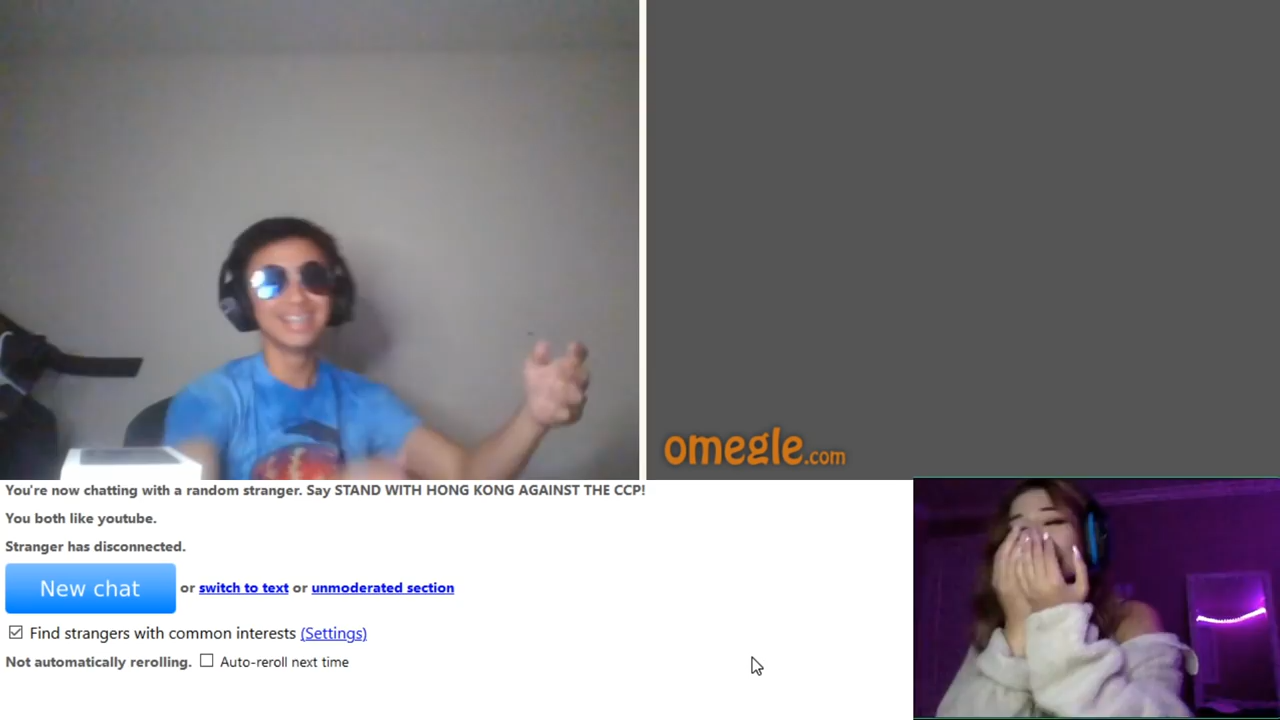 omegle.com
You're now chatting with a random stranger. Say STAND WITH HONG KONG AGAINST THE CCP!
You both like youtube.
Stranger has disconnected.
New chat or switch to text or unmoderated section
Find strangers with common interests (Settings)
Not automatically rerolling. Auto-reroll next time